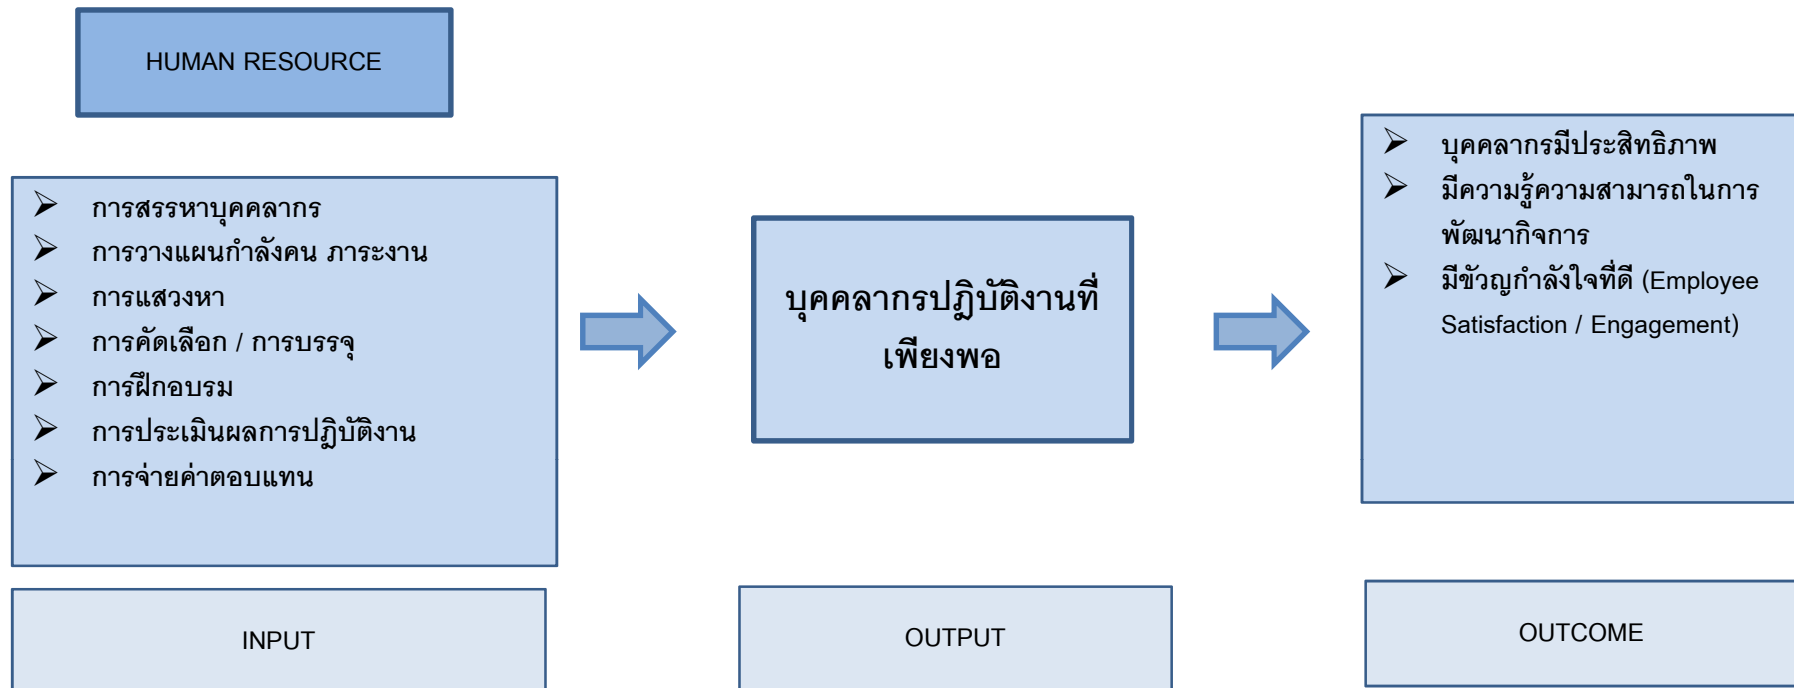 HUMAN RESOURCE
➢ การสรรหาบุคคลากร
➢ การวางแผนกำลังคน ภาระงาน
➢ การแสวงหา
➢ การคัดเลือก / การบรรจุ
➢ การฝึกอบรม
➢ การประเมินผลการปฏิบัติงาน
➢ การจ่ายค่าตอบแทน
INPUT
บุคคลากรปฏิบัติงานที่
เพียงพอ
OUTPUT
➢ บุคคลากรมีประสิทธิภาพ
➢ มีความรู้ความสามารถในการ
พัฒนากิจการ
➢ มีขัวญกำลังใจที่ดี (Employee
Satisfaction / Engagement)
OUTCOME